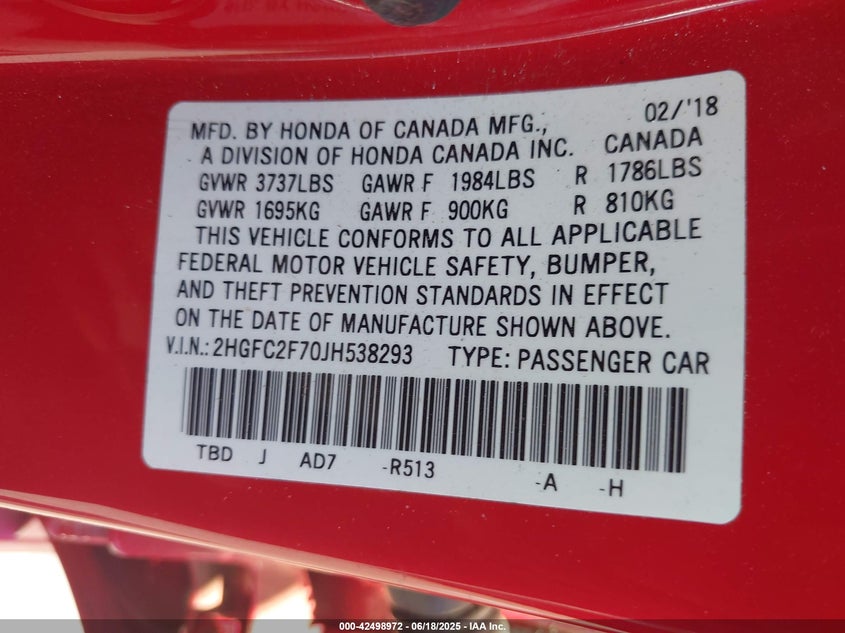 02/'18
MFD. BY HONDA OF CANADA MFG.,
A DIVISION OF HONDA CANADA INC. CANADA
GVWR 3737LBS GAWR F 1984LBS R 1786LBS
GVWR 1695KG GAWR F 900KG R 810KG
THIS VEHICLE CONFORMS TO ALL APPLICABLE
FEDERAL MOTOR VEHICLE SAFETY, BUMPER,
AND THEFT PREVENTION STANDARDS IN EFFECT
ON THE DATE OF MANUFACTURE SHOWN ABOVE.
V.I.N.: 2HGFC2F70JH538293 TYPE: PASSENGER CAR
TBD J AD7 -R513 -A -H
000-42498972 - 06/18/2025 - IAA Inc.